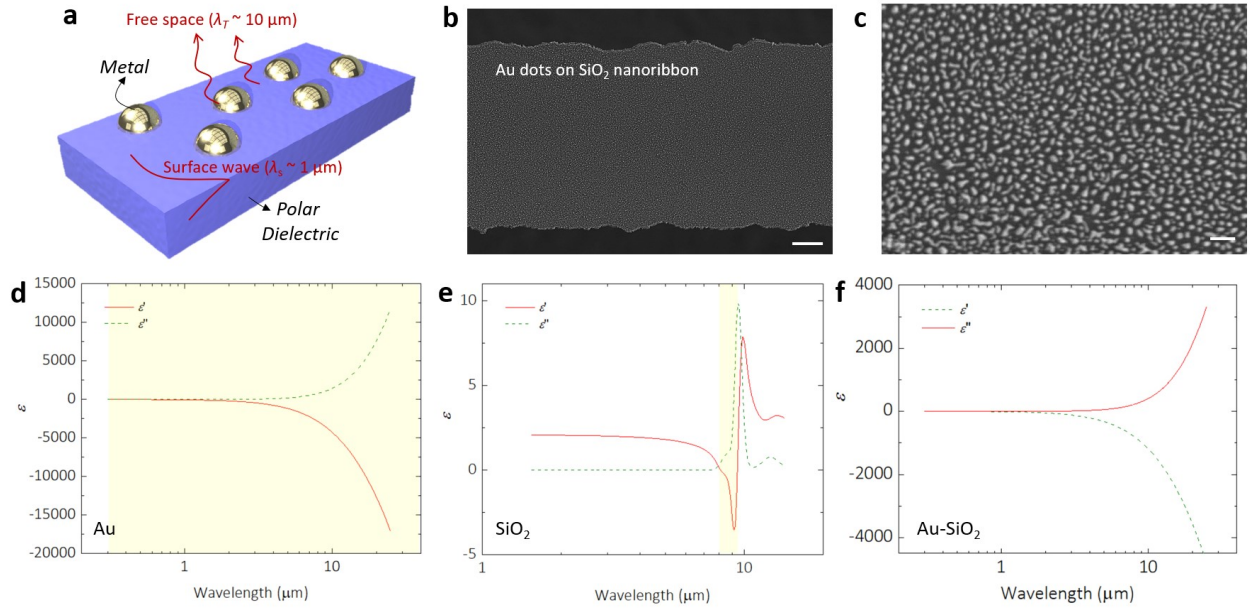 a
Free space (λT ~ 10 μm)
Metal
Surface wave (λs ~ 1 μm)
Polar
Dielectric
b
Au dots on SiO2 nanoribbon
c
d
15000
10000
5000
0
-5000
-10000
-15000
-20000
ε
ε'
ε"
Au
1
10
Wavelength (μm)
e
10
5
0
-5
ε
ε'
ε"
SiO2
1
10
Wavelength (μm)
f
4000
2000
0
-2000
-4000
ε
ε'
ε"
Au-SiO2
1
10
Wavelength (μm)